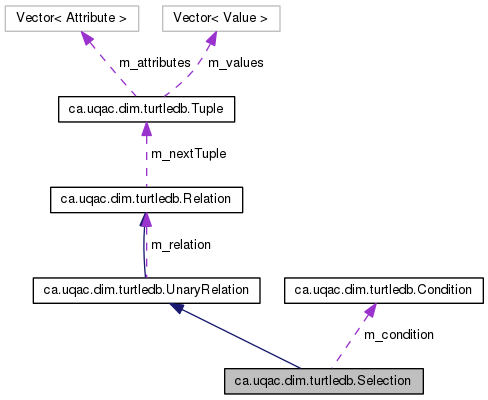 Vector< Attribute >
Vector< Value >
m_attributes
m_values
ca.uqac.dim.turtledb.Tuple
m_nextTuple
ca.uqac.dim.turtledb.Relation
m_relation
ca.uqac.dim.turtledb.UnaryRelation
ca.uqac.dim.turtledb.Condition
m_condition
ca.uqac.dim.turtledb.Selection